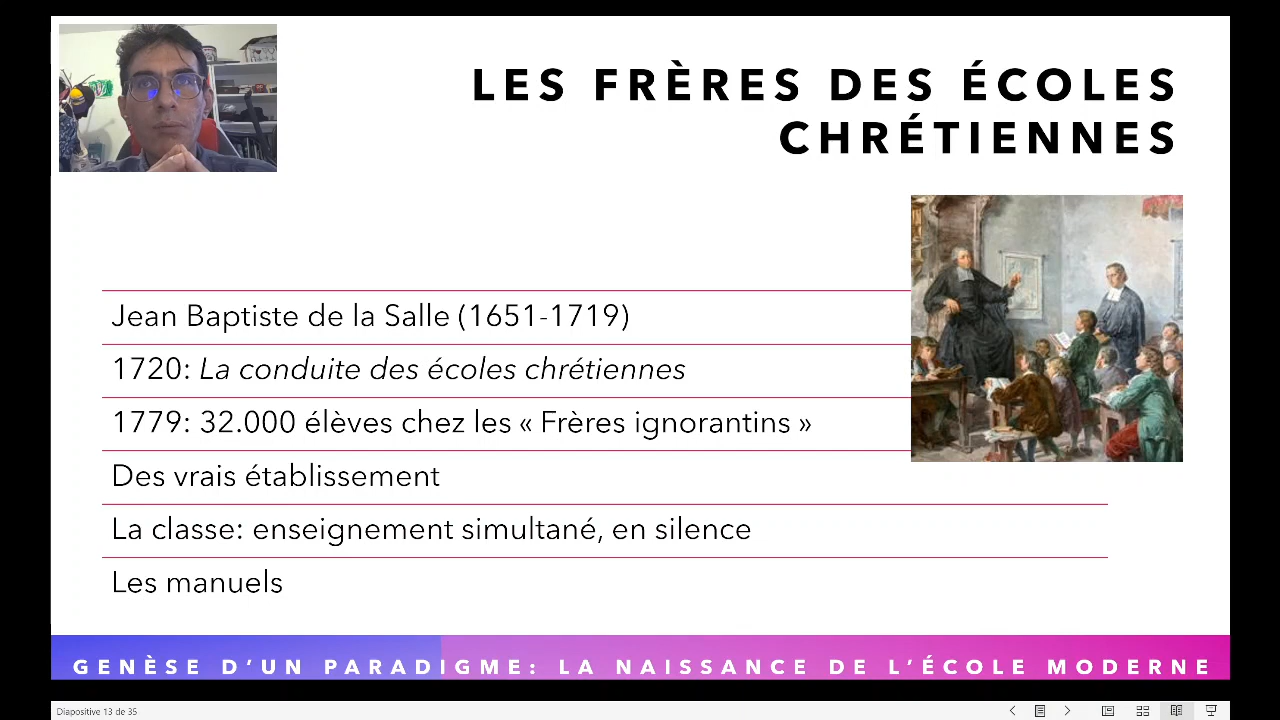 LES FRÈRES DES ÉCOLES
CHRÉTIENNES
Jean Baptiste de la Salle (1651-1719)
1720: La conduite des écoles chrétiennes
1779: 32.000 élèves chez les « Frères ignorantins »
Des vrais établissement
La classe: enseignement simultané, en silence
Les manuels
GENÈSE D’UN PARADIGME: LA NAISSANCE DE L’ÉCOLE MODERNE
Diapositive 13 de 35